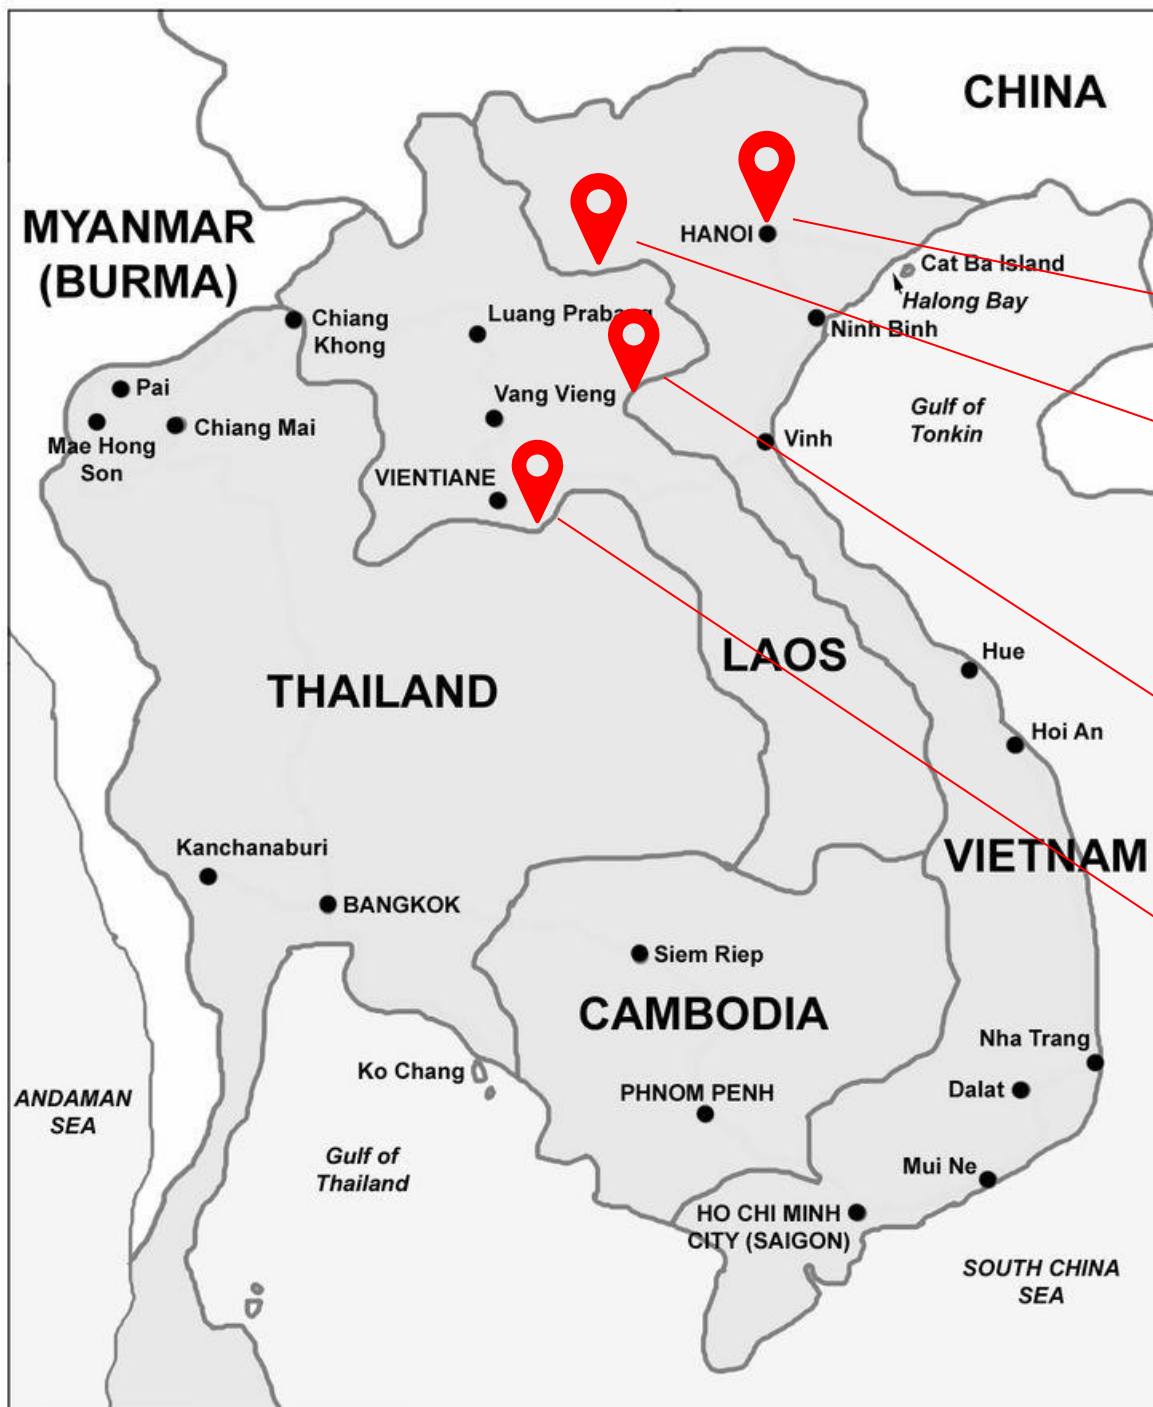 CHINA
MYANMAR
(BURMA)
HANOI
Cat Ba Island
Halong Bay
Luang Prabang
Chiang
Khong
Ninh Binh
Pai
Vang Vieng
Gulf of
Tonkin
Mae Hong
Son
Chiang Mai
Vinh
VIENTIANE
LAOS
Hue
THAILAND
Hoi An
Kanchanaburi
VIETNAM
BANGKOK
Siem Riep
CAMBODIA
Nha Trang
Ko Chang
Dalat
PHNOM PENH
ANDAMAN
SEA
Gulf of
Thailand
Mui Ne
HO CHI MINH
CITY (SAIGON)
SOUTH CHINA
SEA